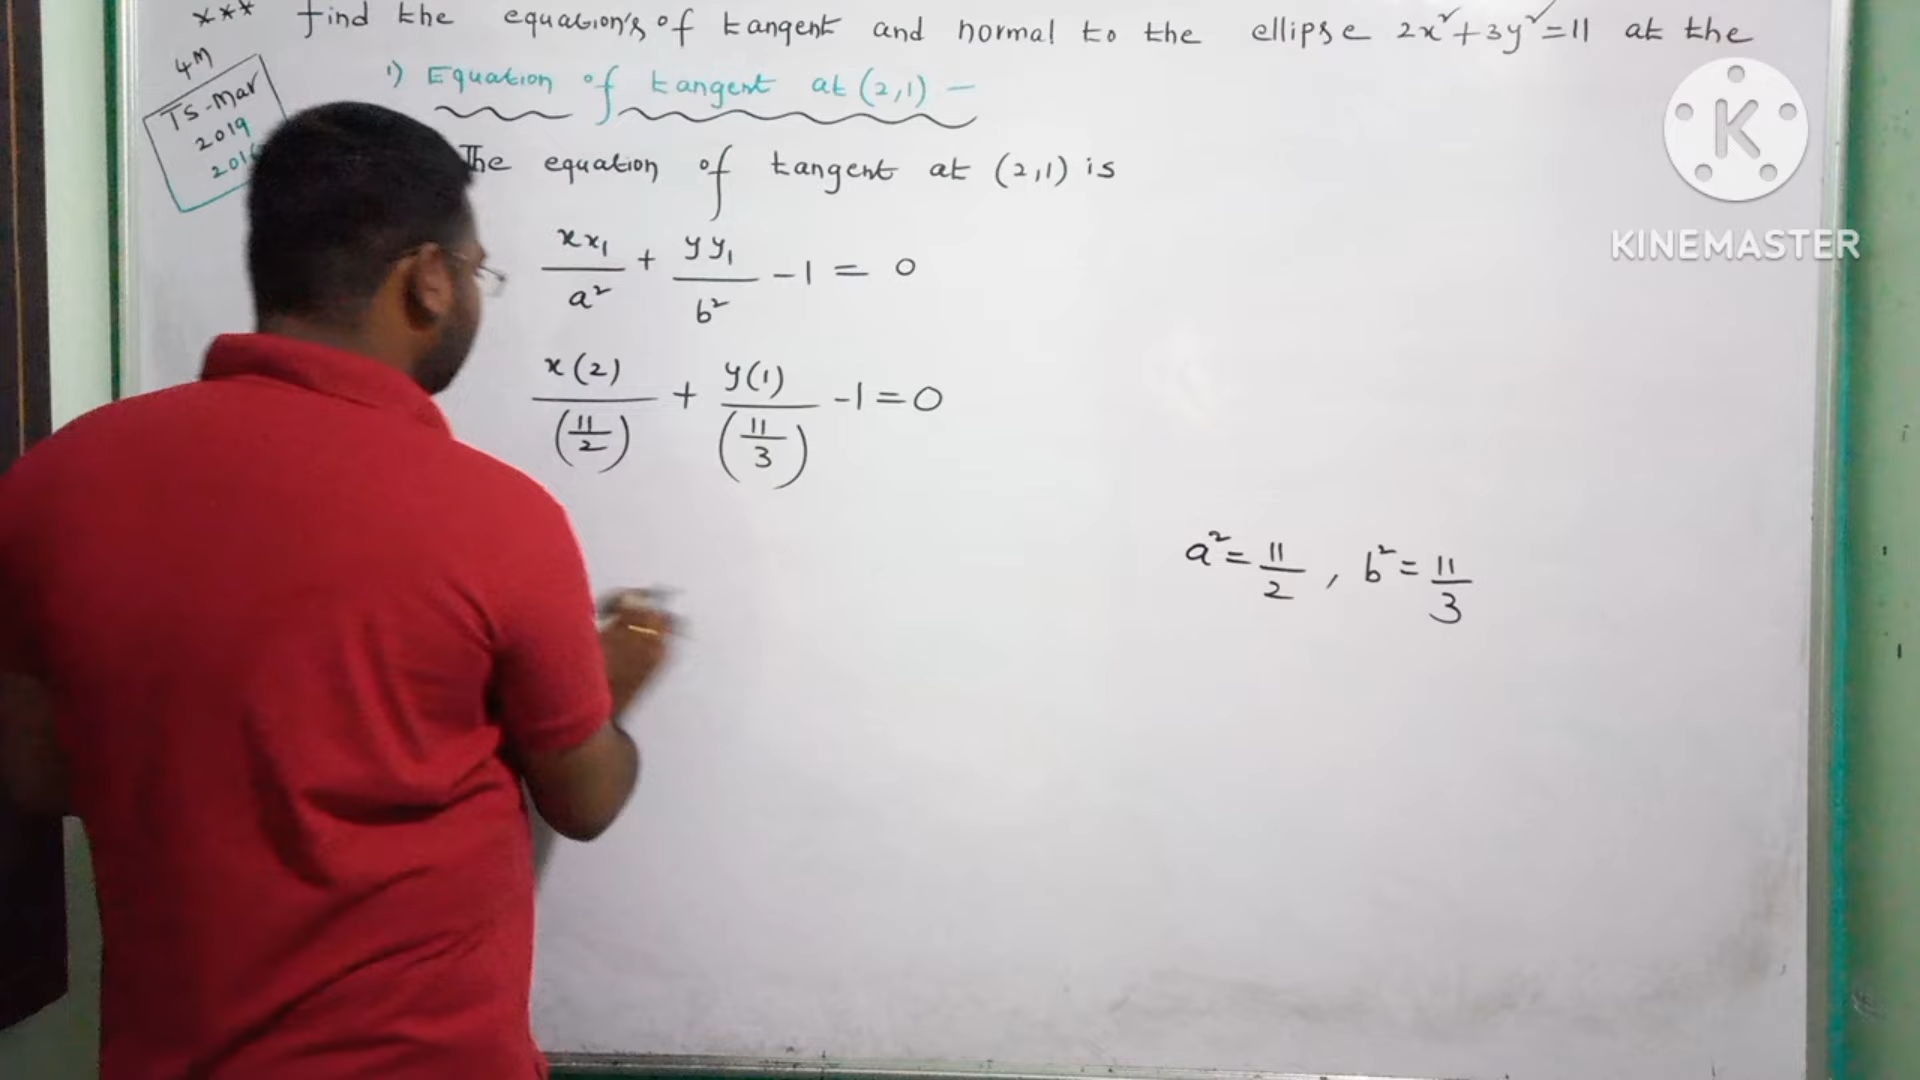 *** find the equation's of tangent and normal to the ellipse 2x²+3y²=11 at the
4M
TS-Mar
2019
1) Equation of tangent at (2,1) –
The equation of tangent at (2,1) is
xx₁/a² + yy₁/b² -1 = 0
x(2)/(11/2) + y(1)/(11/3) -1=0
a²=11/2, b²=11/3
K
KINEMASTER